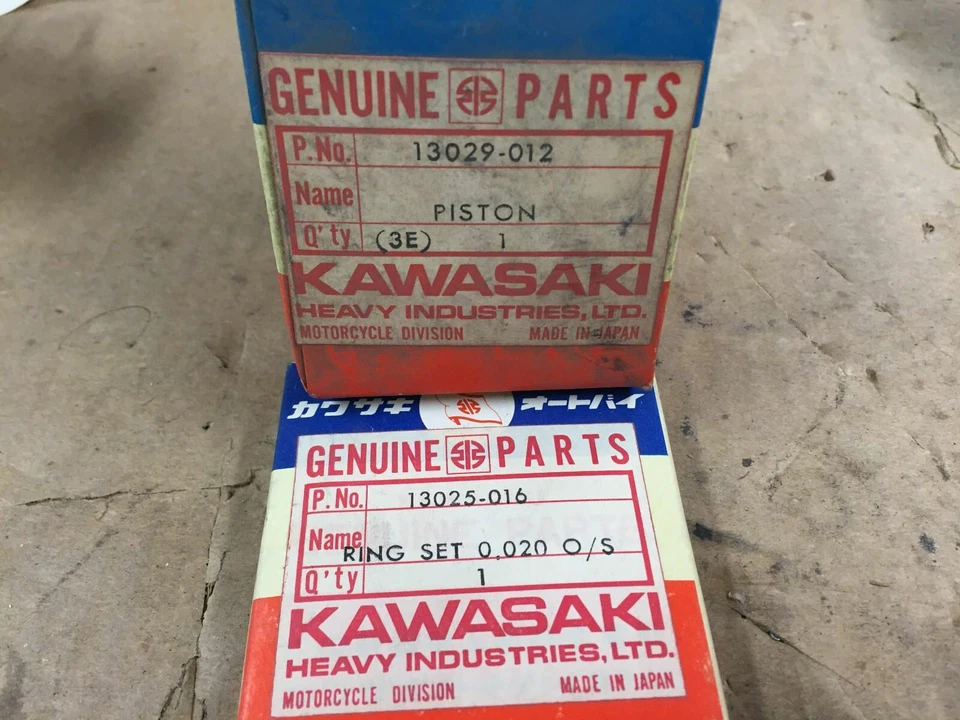 GENUINE PARTS
P.No. 13029-012
Name PISTON
Q'ty (3E) 1
KAWASAKI
HEAVY INDUSTRIES, LTD.
MOTORCYCLE DIVISION MADE IN JAPAN
カワサキ オートバイ
GENUINE PARTS
P.No. 13025-016
Name RING SET 0,020 O/S
Q'ty 1
KAWASAKI
HEAVY INDUSTRIES, LTD.
MOTORCYCLE DIVISION MADE IN JAPAN